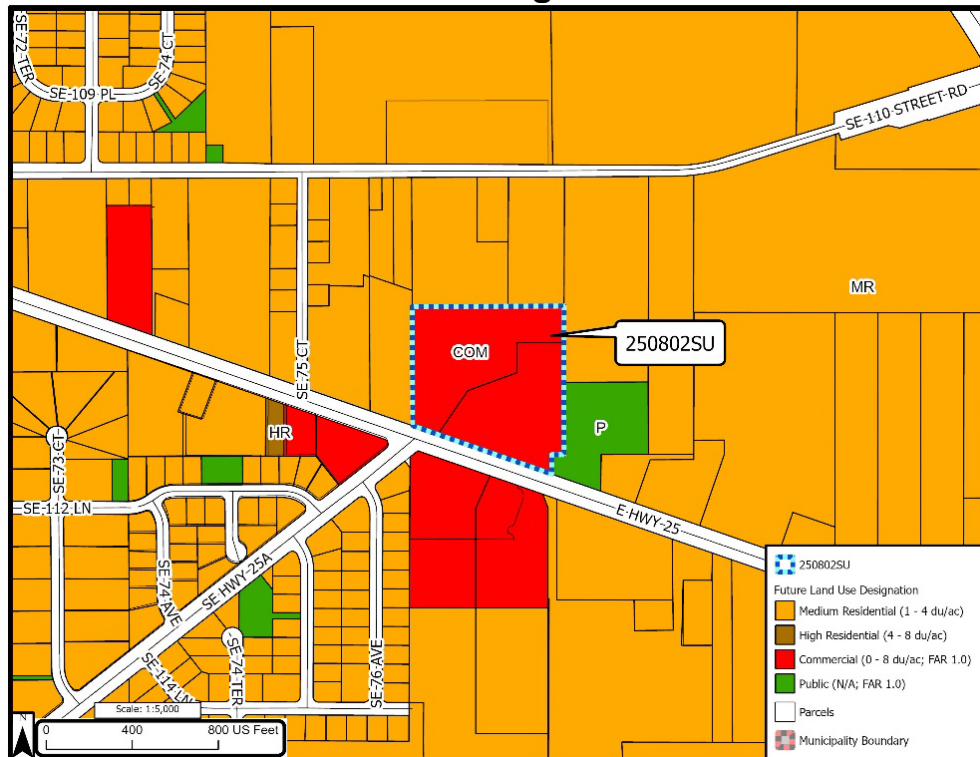 SE 72 TER
SE 74 CT
SE 109 PL
SE-110-STREET-RD
MR
COM
250802SU
SE 75 CT
P
HR
SE-73-CT
SE-112-LN
E-HWY-25
SE-74-AVE
SE HWY-25A
SE-76-AVE
SE-114-LN
SE-74-TER
Scale: 1:5,000
N
0 400 800 US Feet
250802SU
Future Land Use Designation
Medium Residential (1 - 4 du/ac)
High Residential (4 - 8 du/ac)
Commercial (0 - 8 du/ac; FAR 1.0)
Public (N/A; FAR 1.0)
Parcels
Municipality Boundary